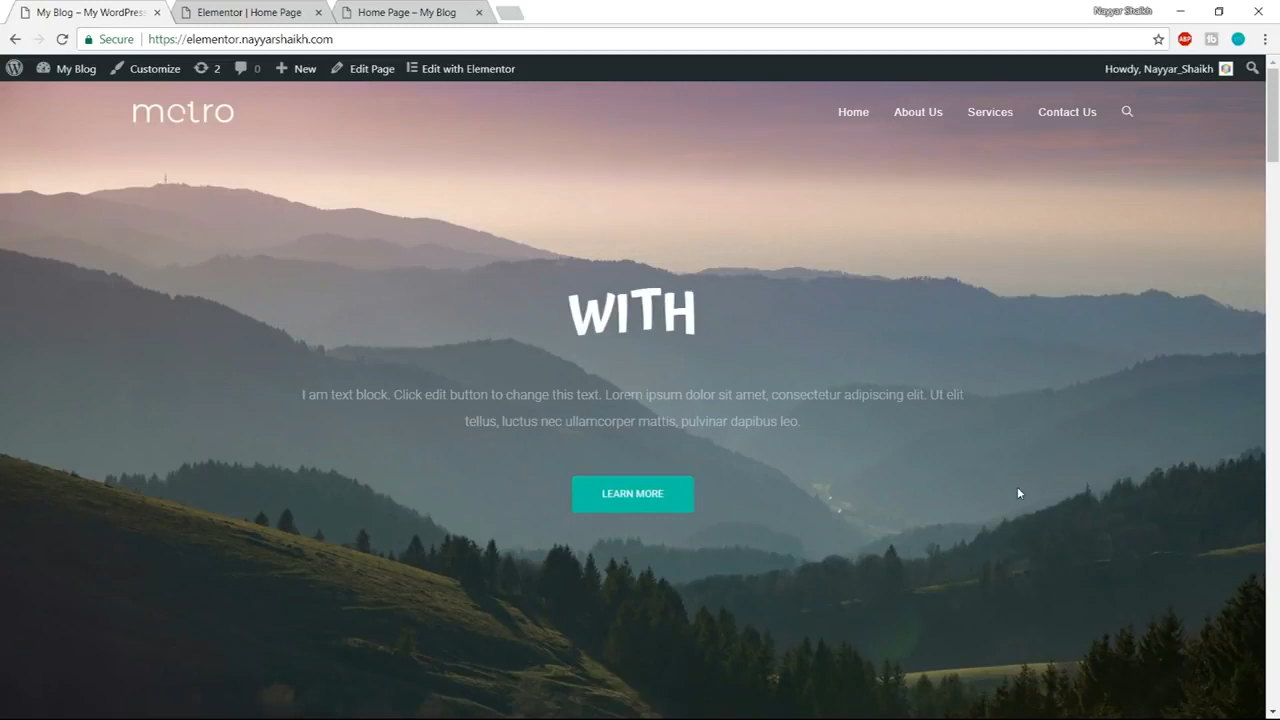 My Blog – My WordPress
Elementor | Home Page
Home Page – My Blog
Nayyar Shaikh
Secure
https://elementor.nayyarshaikh.com
ABP
tb
My Blog
Customize
2
0
New
Edit Page
Edit with Elementor
Howdy, Nayyar_Shaikh
metro
Home
About Us
Services
Contact Us
WITH
I am text block. Click edit button to change this text. Lorem ipsum dolor sit amet, consectetur adipiscing elit. Ut elit
tellus, luctus nec ullamcorper mattis, pulvinar dapibus leo.
LEARN MORE